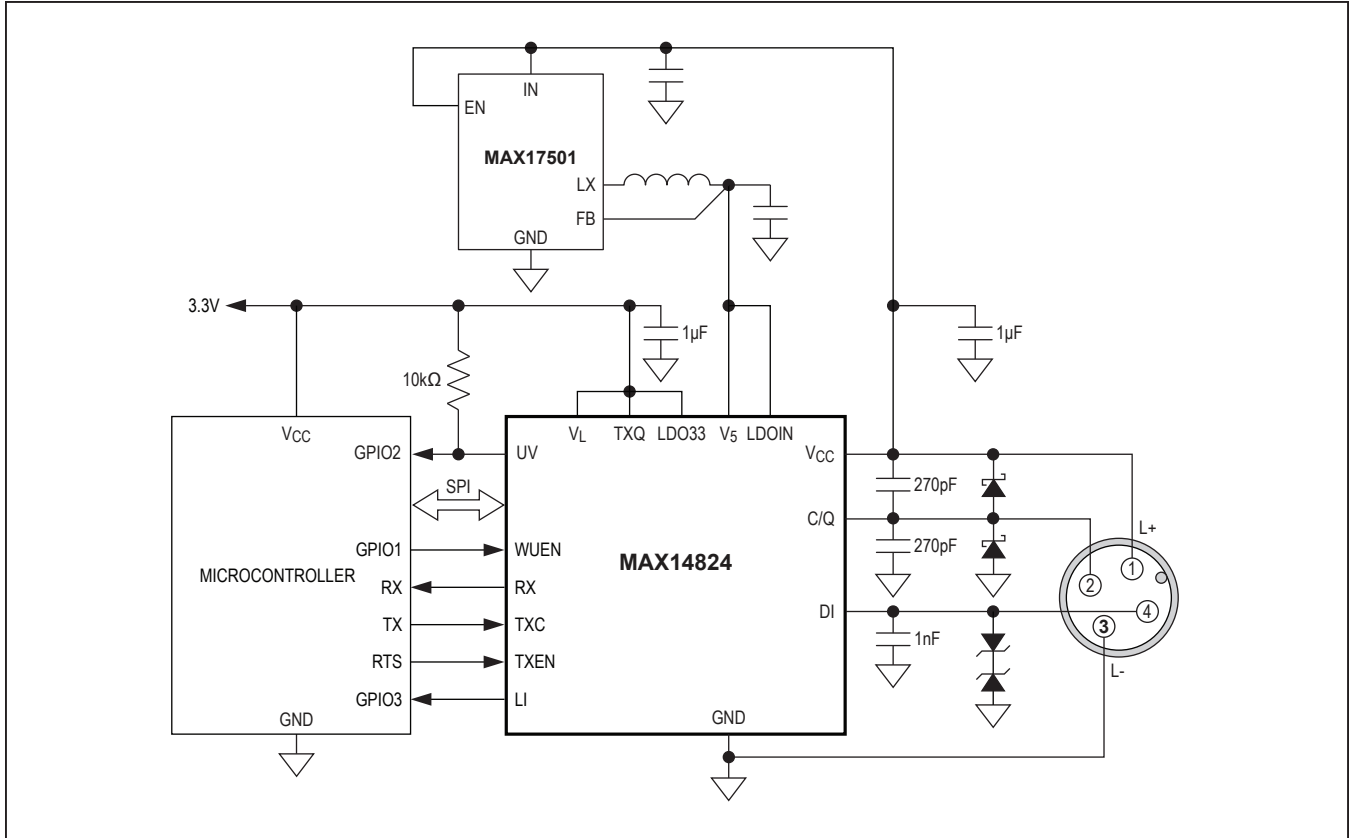 IN
EN
MAX17501
LX
FB
GND
3.3V
1µF
1µF
10kΩ
VCC
VL TXQ LDO33 V5 LDOIN
GPIO2
UV
VCC
SPI
270pF
C/Q
L+
GPIO1
WUEN
270pF
MAX14824
1
MICROCONTROLLER
RX
RX
2
TX
TXC
DI
4
1nF
3
RTS
TXEN
L-
GPIO3
LI
GND
GND